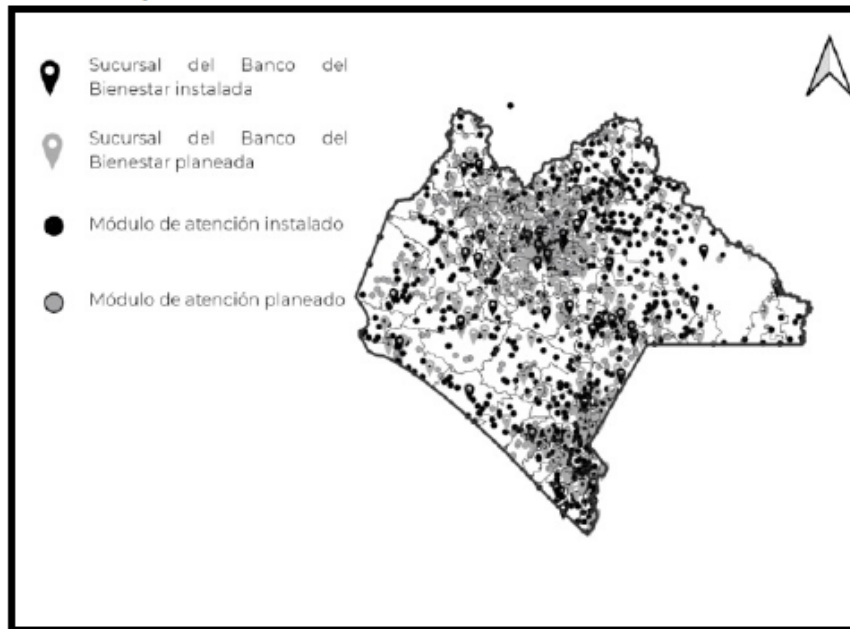 Sucursal del Banco del
Bienestar instalada
Sucursal del Banco del
Bienestar planeada
Módulo de atención instalado
Módulo de atención planeado